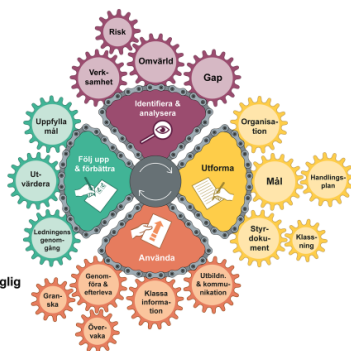 Risk
Omvärld
Verk-
samhet
Gap
Identifiera &
analysera
Uppfylla
mål
Organisa-
tion
Följ upp
& förbättra
Utforma
Ut-
värdera
Mål
Handlings-
plan
Ledningens
genom-
gång
Styr-
doku-
ment
Klass-
ning
Använda
glig
Gran-
ska
Genom-
föra &
efterleva
Klassa
informa-
tion
Utbildn.
& kommu-
nikation
Över-
vaka